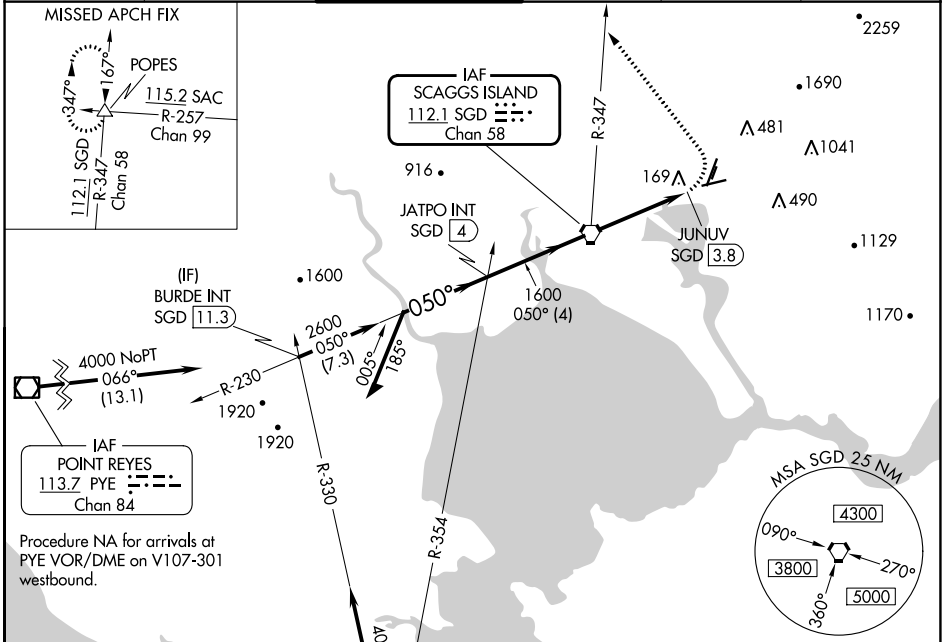 MISSED APCH FIX
POPES
347°
167°
115.2 SAC
R-257
Chan 99
112.1 SGD
R-347
Chan 58
IAF
SCAGGS ISLAND
112.1 SGD
Chan 58
R-347
2259
1690
481
1041
490
1129
1170
916
169
JATPO INT
SGD 4
JUNUV
SGD 3.8
(IF)
BURDE INT
SGD 11.3
1600
2600
050°
(7.3)
050°
1600
050° (4)
005°
185°
4000 NoPT
066°
(13.1)
R-230
1920
1920
IAF
POINT REYES
113.7 PYE
Chan 84
R-330
R-354
40
Procedure NA for arrivals at
PYE VOR/DME on V107-301
westbound.
MSA SGD 25 NM
4300
090°
3800
270°
5000
360°